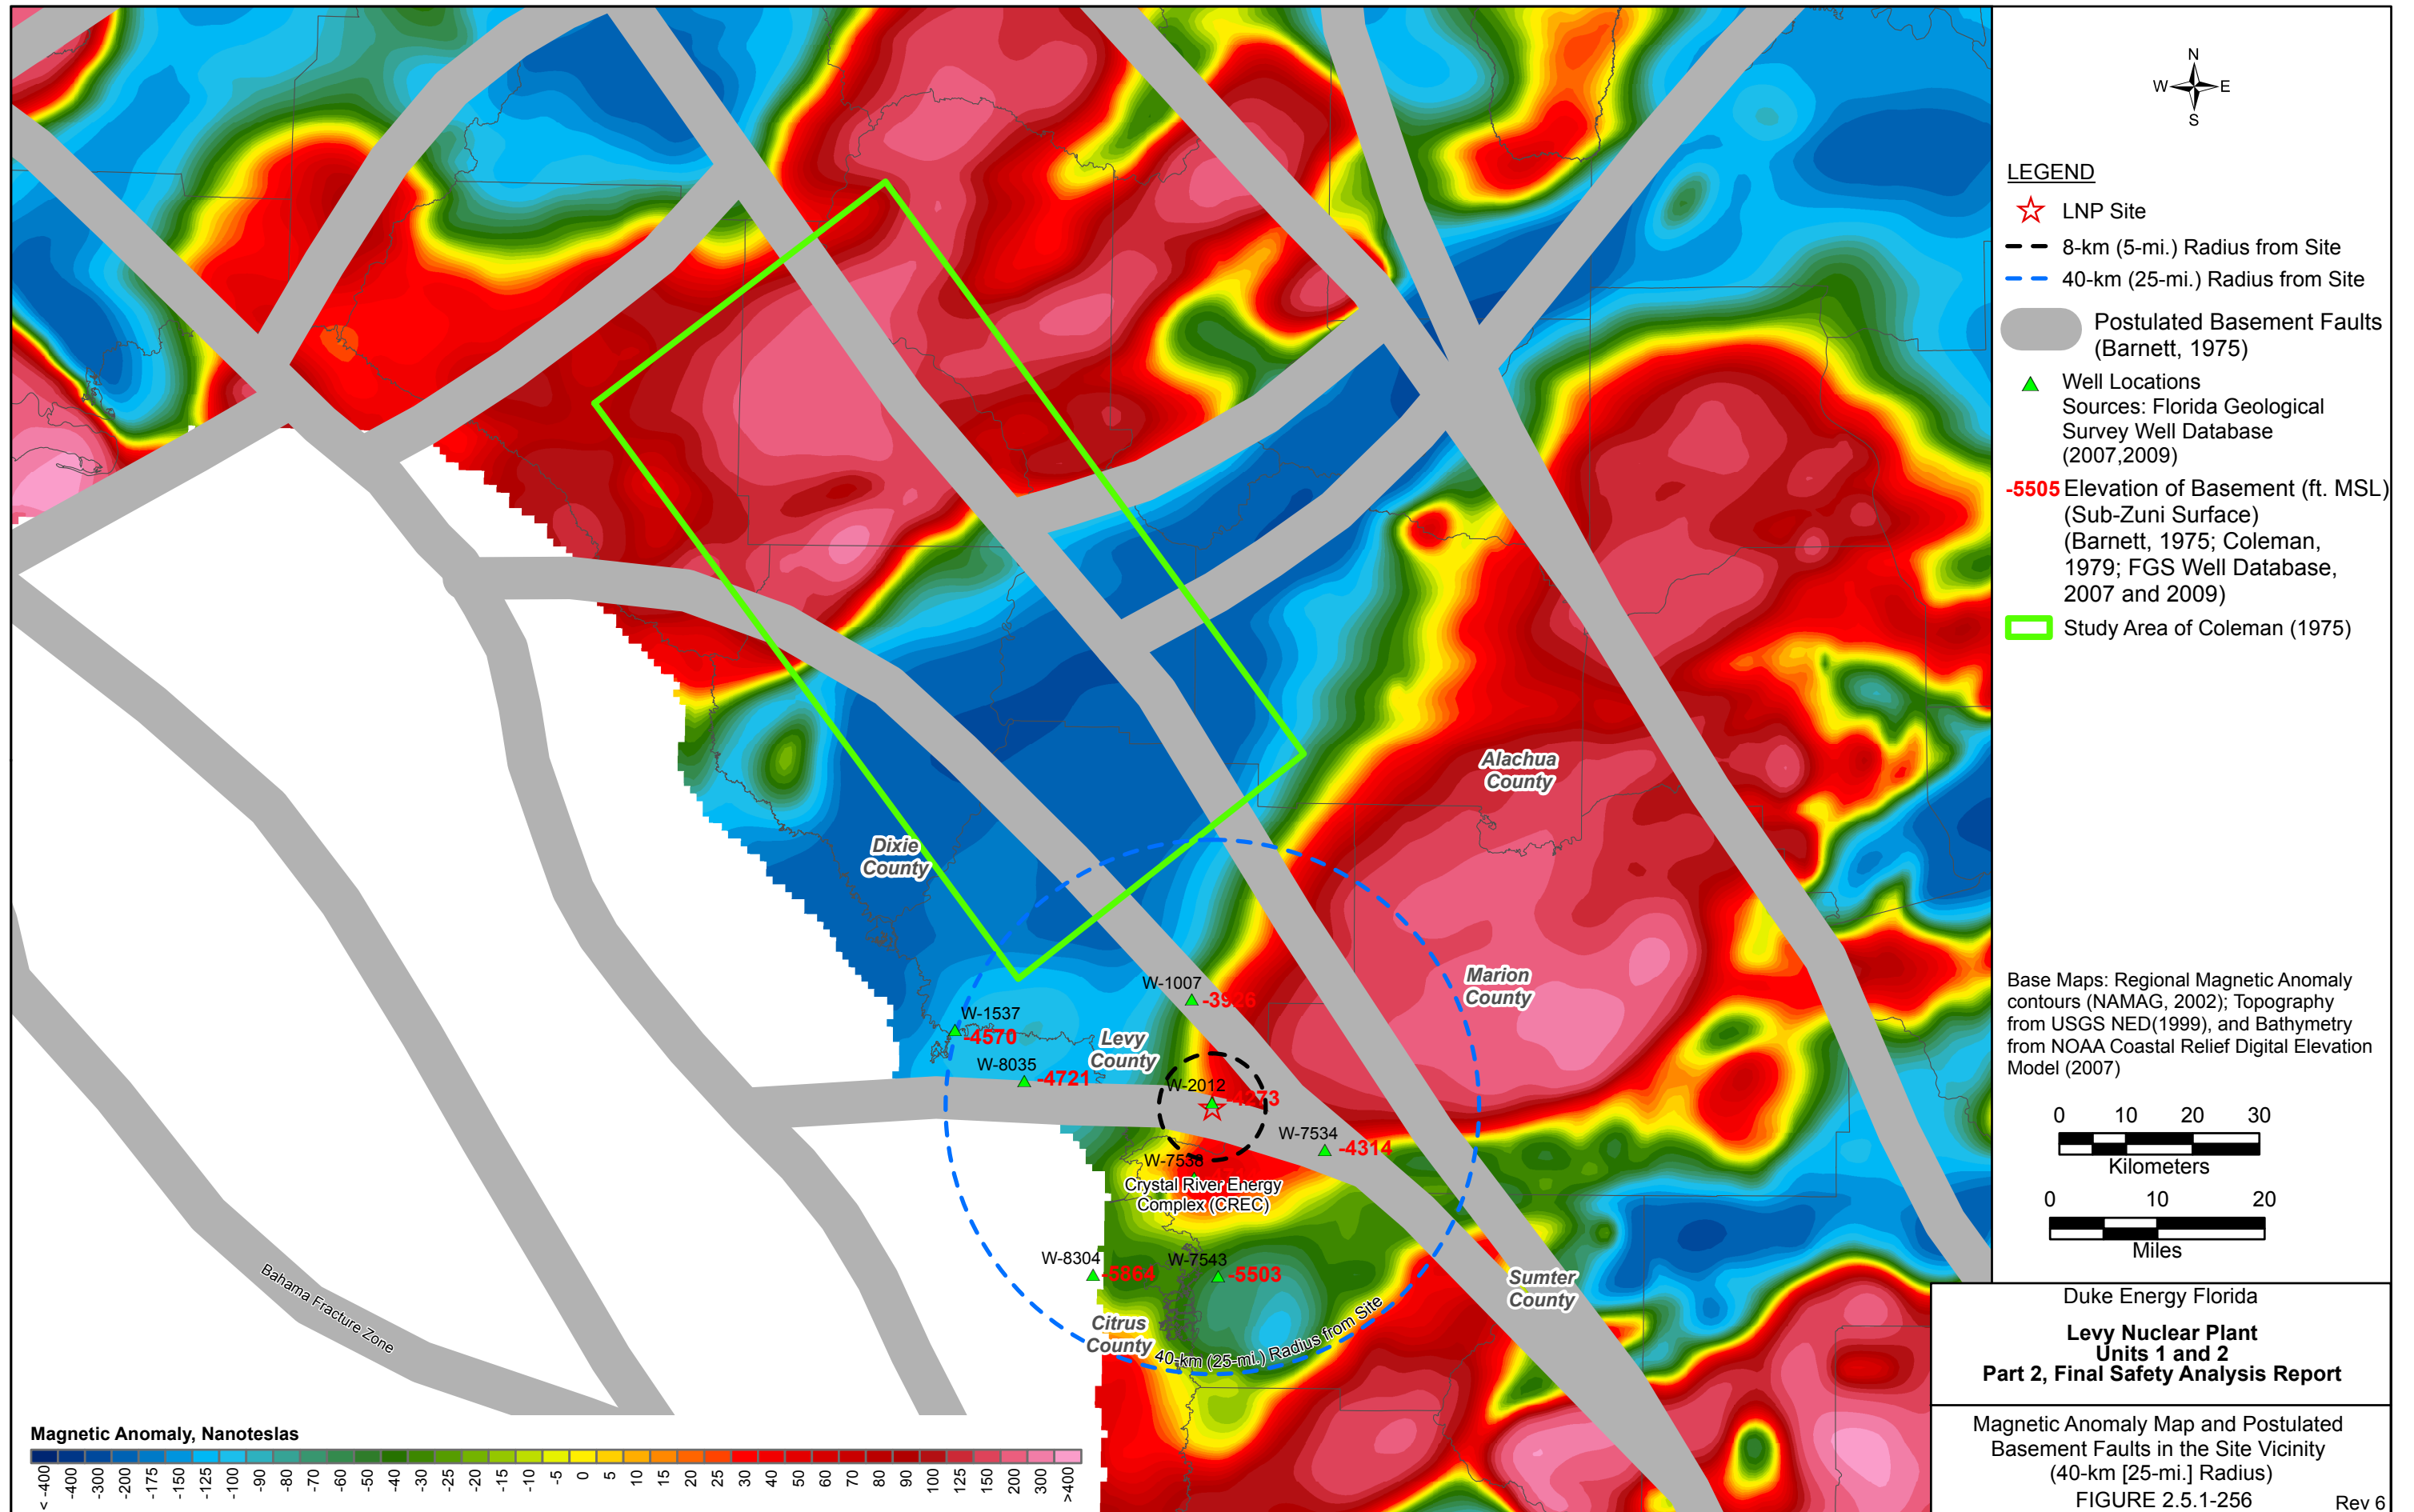 N
W E
S
LEGEND
LNP Site
8-km (5-mi.) Radius from Site
40-km (25-mi.) Radius from Site
Postulated Basement Faults
(Barnett, 1975)
Well Locations
Sources: Florida Geological
Survey Well Database
(2007,2009)
-5505 Elevation of Basement (ft. MSL)
(Sub-Zuni Surface)
(Barnett, 1975; Coleman,
1979; FGS Well Database,
2007 and 2009)
Study Area of Coleman (1975)
Alachua
County
Dixie
County
Marion
County
W-1007
-3926
W-1537
-4570
Levy
County
W-8035
-4721
W-2012
-4273
W-7534
-4314
W-7538
Crystal River Energy
Complex (CREC)
W-8304
-5864
W-7543
-5503
Sumter
County
Citrus
County
40-km (25-mi.) Radius from Site
Bahama Fracture Zone
Base Maps: Regional Magnetic Anomaly
contours (NAMAG, 2002); Topography
from USGS NED(1999), and Bathymetry
from NOAA Coastal Relief Digital Elevation
Model (2007)
0 10 20 30
Kilometers
0 10 20
Miles
Magnetic Anomaly, Nanoteslas
< -400 -400 -300 -200 -175 -150 -125 -100 -90 -80 -70 -60 -50 -40 -30 -25 -20 -15 -10 -5 0 5 10 15 20 25 30 40 50 60 70 80 90 100 125 150 200 300 >400
Duke Energy Florida
Levy Nuclear Plant
Units 1 and 2
Part 2, Final Safety Analysis Report
Magnetic Anomaly Map and Postulated
Basement Faults in the Site Vicinity
(40-km [25-mi.] Radius)
FIGURE 2.5.1-256
Rev 6